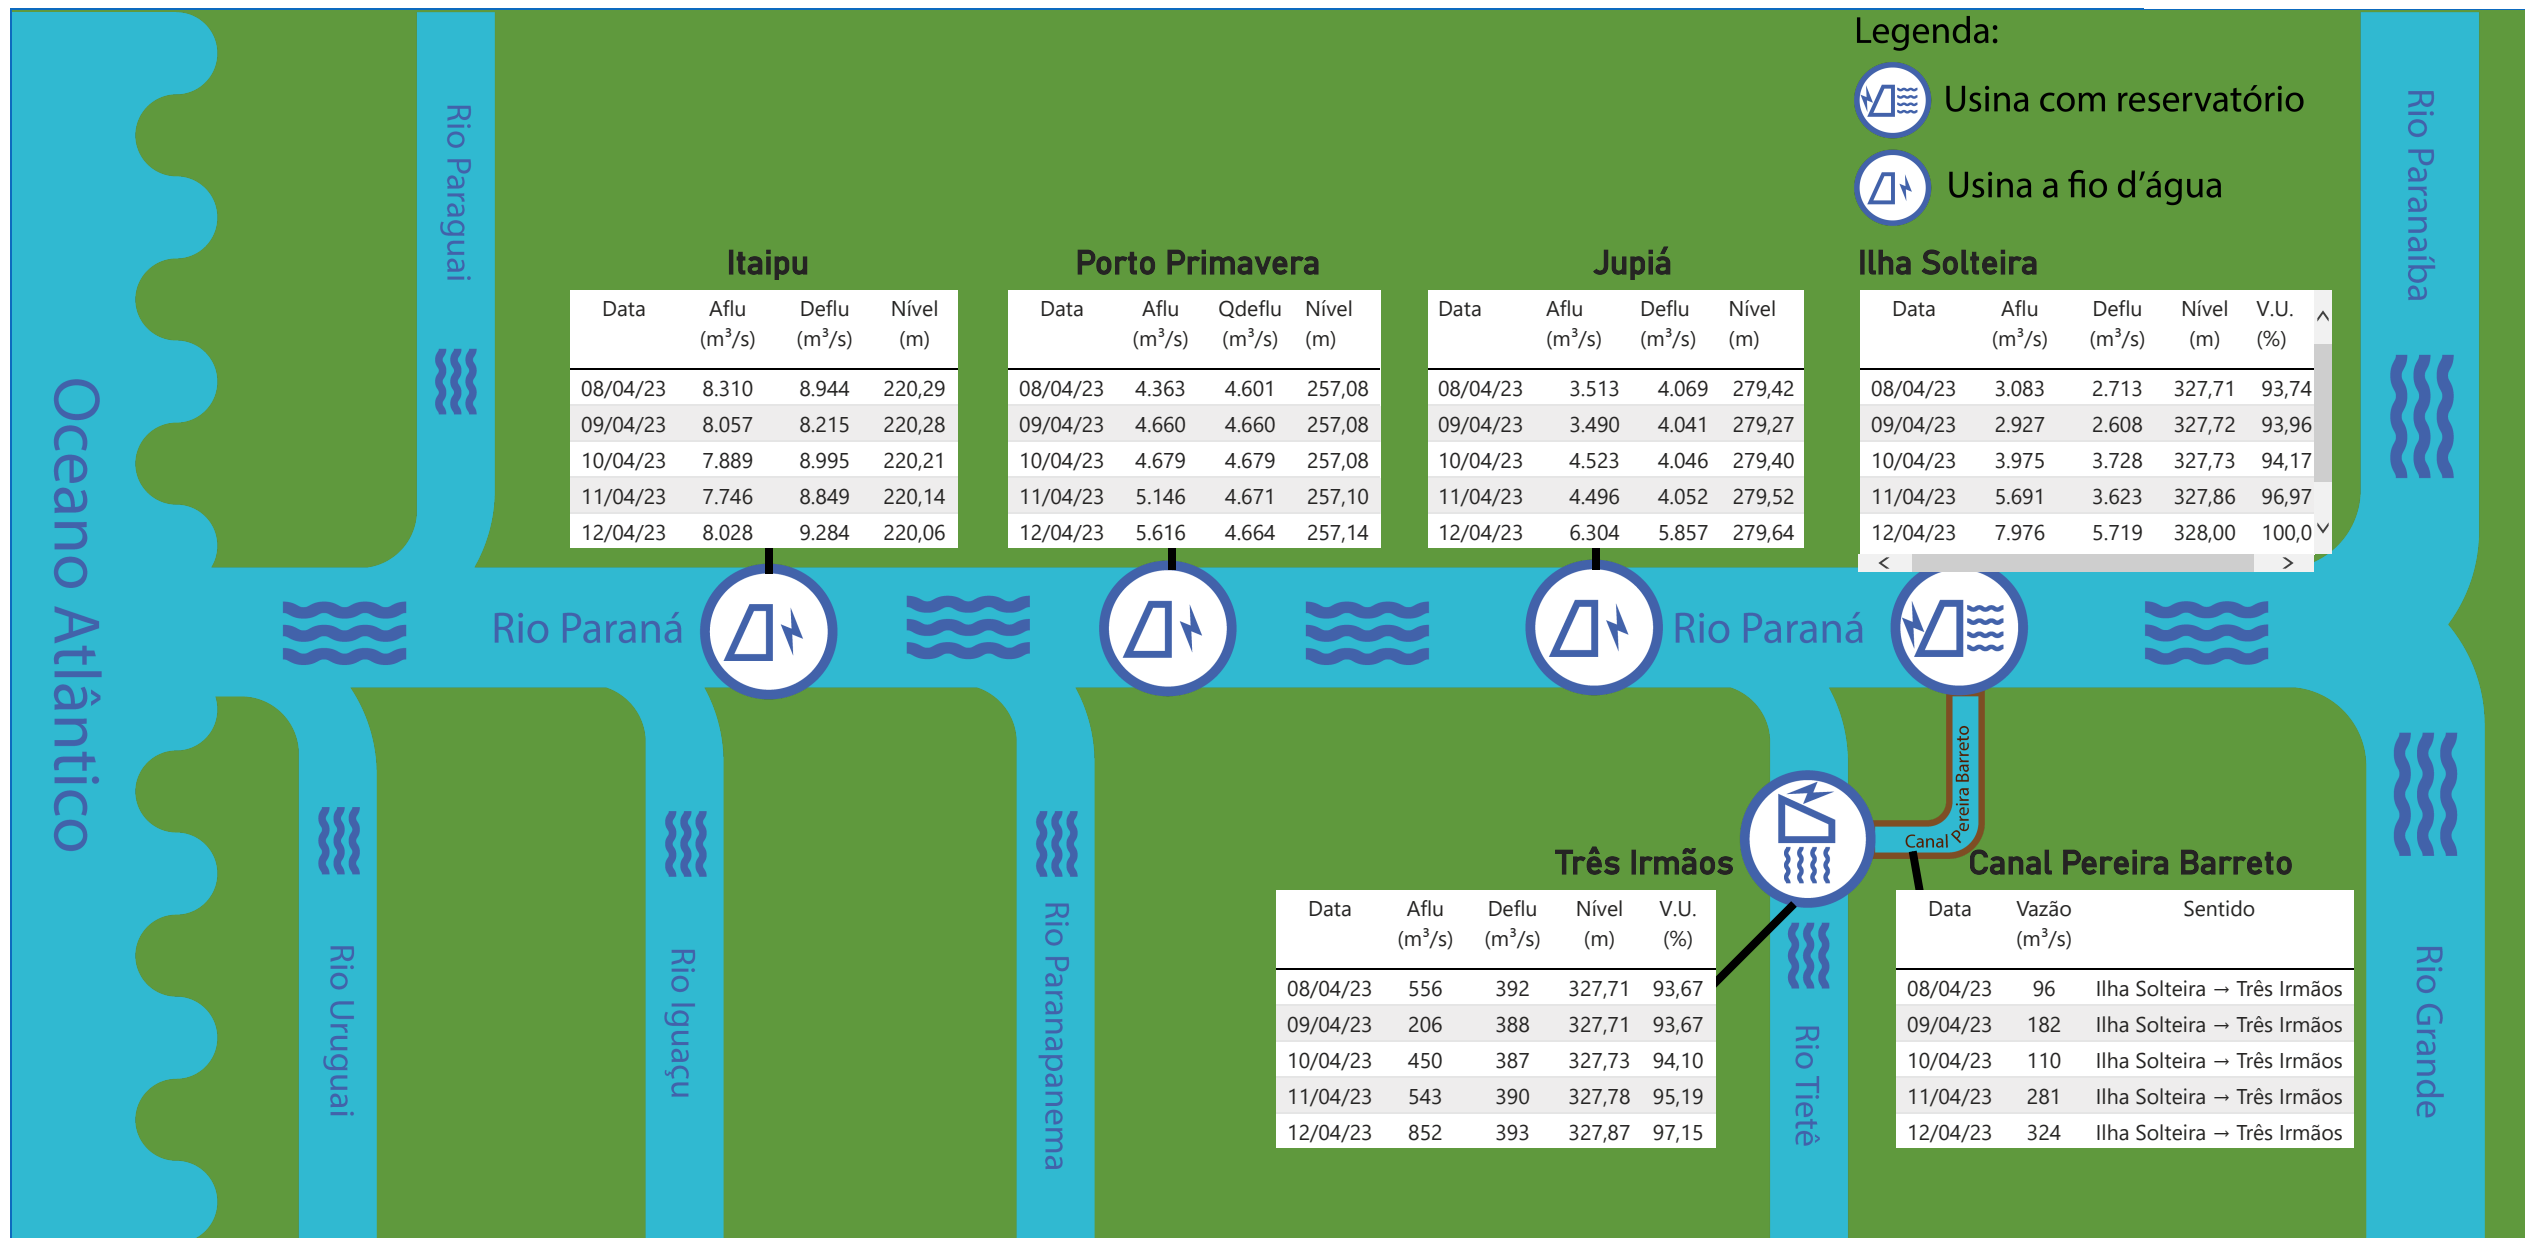 Legenda:
Usina com reservatório
Usina a fio d'água
Oceano Atlântico
Rio Paraguai
Rio Paranaíba
Itaipu
Data Aflu (m³/s) Deflu (m³/s) Nível (m)
08/04/23 8.310 8.944 220,29
09/04/23 8.057 8.215 220,28
10/04/23 7.889 8.995 220,21
11/04/23 7.746 8.849 220,14
12/04/23 8.028 9.284 220,06
Porto Primavera
Data Aflu (m³/s) Qdeflu (m³/s) Nível (m)
08/04/23 4.363 4.601 257,08
09/04/23 4.660 4.660 257,08
10/04/23 4.679 4.679 257,08
11/04/23 5.146 4.671 257,10
12/04/23 5.616 4.664 257,14
Jupiá
Data Aflu (m³/s) Deflu (m³/s) Nível (m)
08/04/23 3.513 4.069 279,42
09/04/23 3.490 4.041 279,27
10/04/23 4.523 4.046 279,40
11/04/23 4.496 4.052 279,52
12/04/23 6.304 5.857 279,64
Ilha Solteira
Data Aflu (m³/s) Deflu (m³/s) Nível (m) V.U. (%)
08/04/23 3.083 2.713 327,71 93,74
09/04/23 2.927 2.608 327,72 93,96
10/04/23 3.975 3.728 327,73 94,17
11/04/23 5.691 3.623 327,86 96,97
12/04/23 7.976 5.719 328,00 100,0
Rio Paraná
Rio Paraná
Canal Pereira Barreto
Três Irmãos
Data Aflu (m³/s) Deflu (m³/s) Nível (m) V.U. (%)
08/04/23 556 392 327,71 93,67
09/04/23 206 388 327,71 93,67
10/04/23 450 387 327,73 94,10
11/04/23 543 390 327,78 95,19
12/04/23 852 393 327,87 97,15
Canal Pereira Barreto
Data Vazão (m³/s) Sentido
08/04/23 96 Ilha Solteira → Três Irmãos
09/04/23 182 Ilha Solteira → Três Irmãos
10/04/23 110 Ilha Solteira → Três Irmãos
11/04/23 281 Ilha Solteira → Três Irmãos
12/04/23 324 Ilha Solteira → Três Irmãos
Rio Uruguai
Rio Iguaçu
Rio Paranapanema
Rio Tietê
Rio Grande